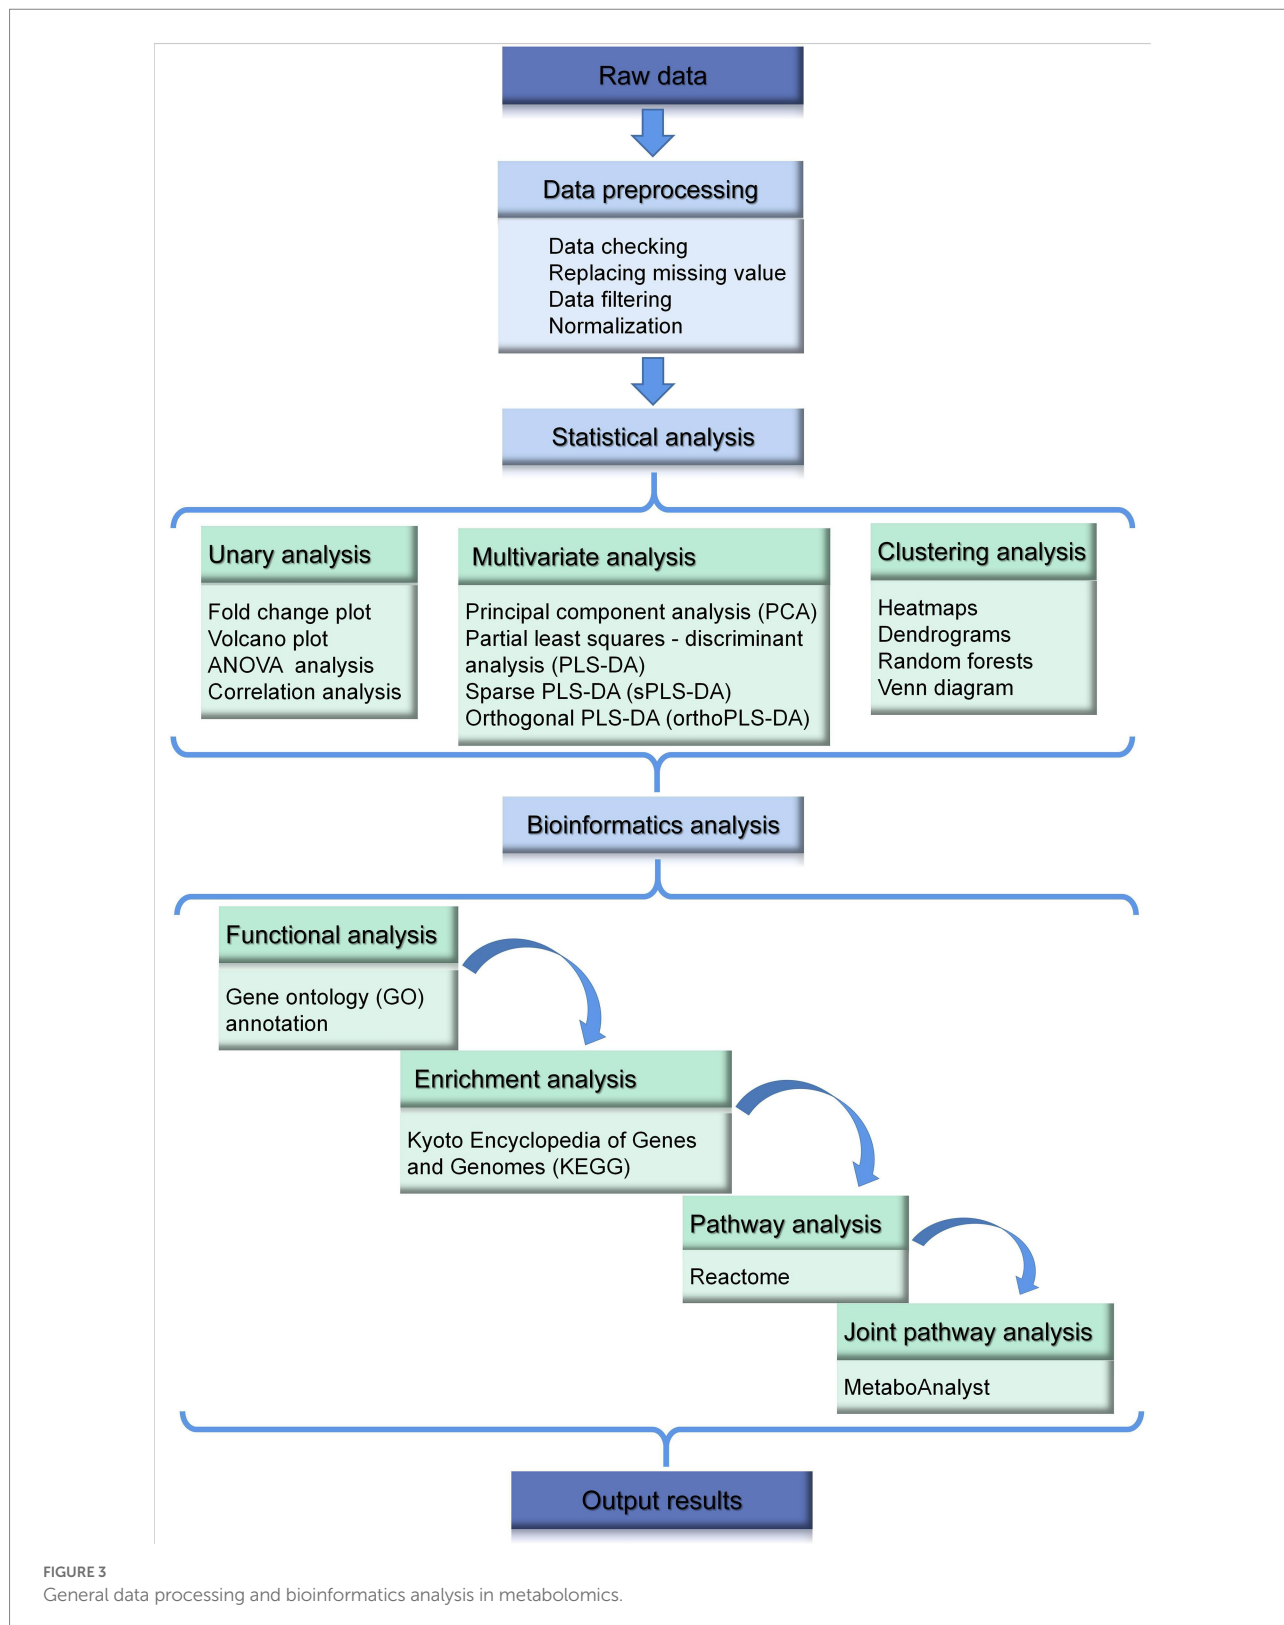 Raw data
Data preprocessing
Data checking
Replacing missing value
Data filtering
Normalization
Statistical analysis
Unary analysis
Fold change plot
Volcano plot
ANOVA analysis
Correlation analysis
Multivariate analysis
Principal component analysis (PCA)
Partial least squares - discriminant
analysis (PLS-DA)
Sparse PLS-DA (sPLS-DA)
Orthogonal PLS-DA (orthoPLS-DA)
Clustering analysis
Heatmaps
Dendrograms
Random forests
Venn diagram
Bioinformatics analysis
Functional analysis
Gene ontology (GO)
annotation
Enrichment analysis
Kyoto Encyclopedia of Genes
and Genomes (KEGG)
Pathway analysis
Reactome
Joint pathway analysis
MetaboAnalyst
Output results
FIGURE 3
General data processing and bioinformatics analysis in metabolomics.